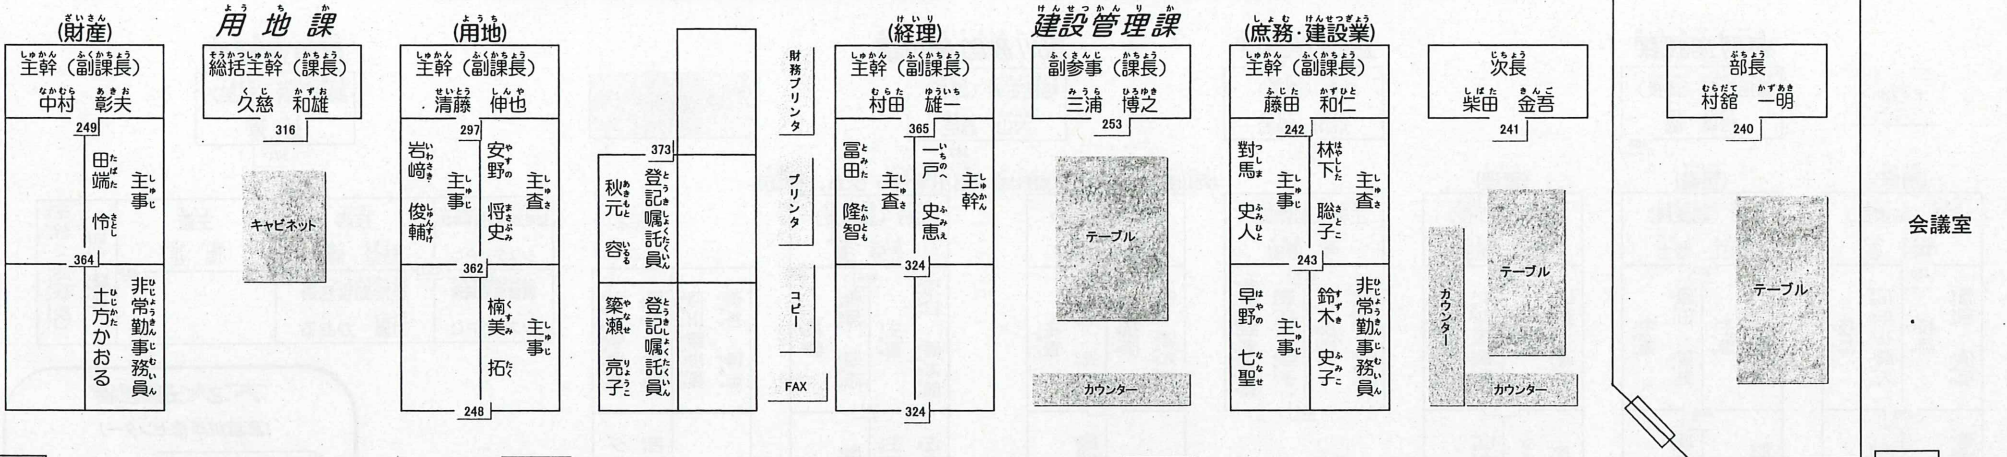 用地課
建設管理課
(財産)
主幹（副課長）
中村 彰夫
249
田端 怜
主事
364
土方かおる
非常勤事務員
総括主幹（課長）
久慈 和雄
316
キャビネット
(用地)
主幹（副課長）
清藤 伸也
297
岩﨑 俊輔
主事
安野 将史
主査
362
楠美 拓
主事
248
373
秋元 容
登記嘱託員
築瀬 亮子
登記嘱託員
財務プリンタ
プリンタ
コピー
FAX
(経理)
主幹（副課長）
村田 雄一
365
冨田 隆智
主査
一戸 史恵
主幹
324
324
副参事（課長）
三浦 博之
253
テーブル
カウンター
(庶務・建設業)
主幹（副課長）
藤田 和仁
242
對馬 史人
主事
林下 聡子
主査
243
早野 七聖
主事
鈴木 史子
非常勤事務員
次長
柴田 金吾
241
カウンター
テーブル
カウンター
部長
村舘 一明
240
テーブル
会議室